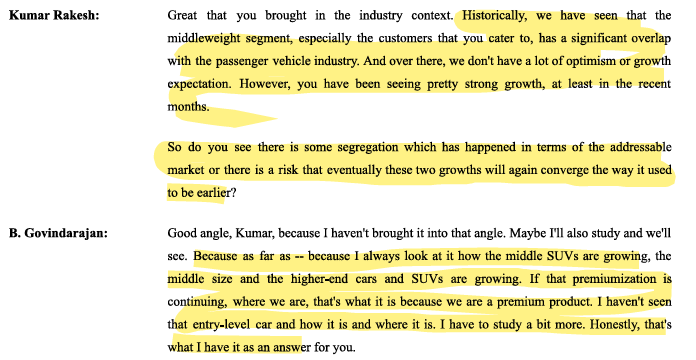 Kumar Rakesh: Great that you brought in the industry context. Historically, we have seen that the
middleweight segment, especially the customers that you cater to, has a significant overlap
with the passenger vehicle industry. And over there, we don't have a lot of optimism or growth
expectation. However, you have been seeing pretty strong growth, at least in the recent
months.
So do you see there is some segregation which has happened in terms of the addressable
market or there is a risk that eventually these two growths will again converge the way it used
to be earlier?
B. Govindarajan: Good angle, Kumar, because I haven't brought it into that angle. Maybe I'll also study and we'll
see. Because as far as -- because I always look at it how the middle SUVs are growing, the
middle size and the higher-end cars and SUVs are growing. If that premiumization is
continuing, where we are, that's what it is because we are a premium product. I haven't seen
that entry-level car and how it is and where it is. I have to study a bit more. Honestly, that's
what I have it as an answer for you.